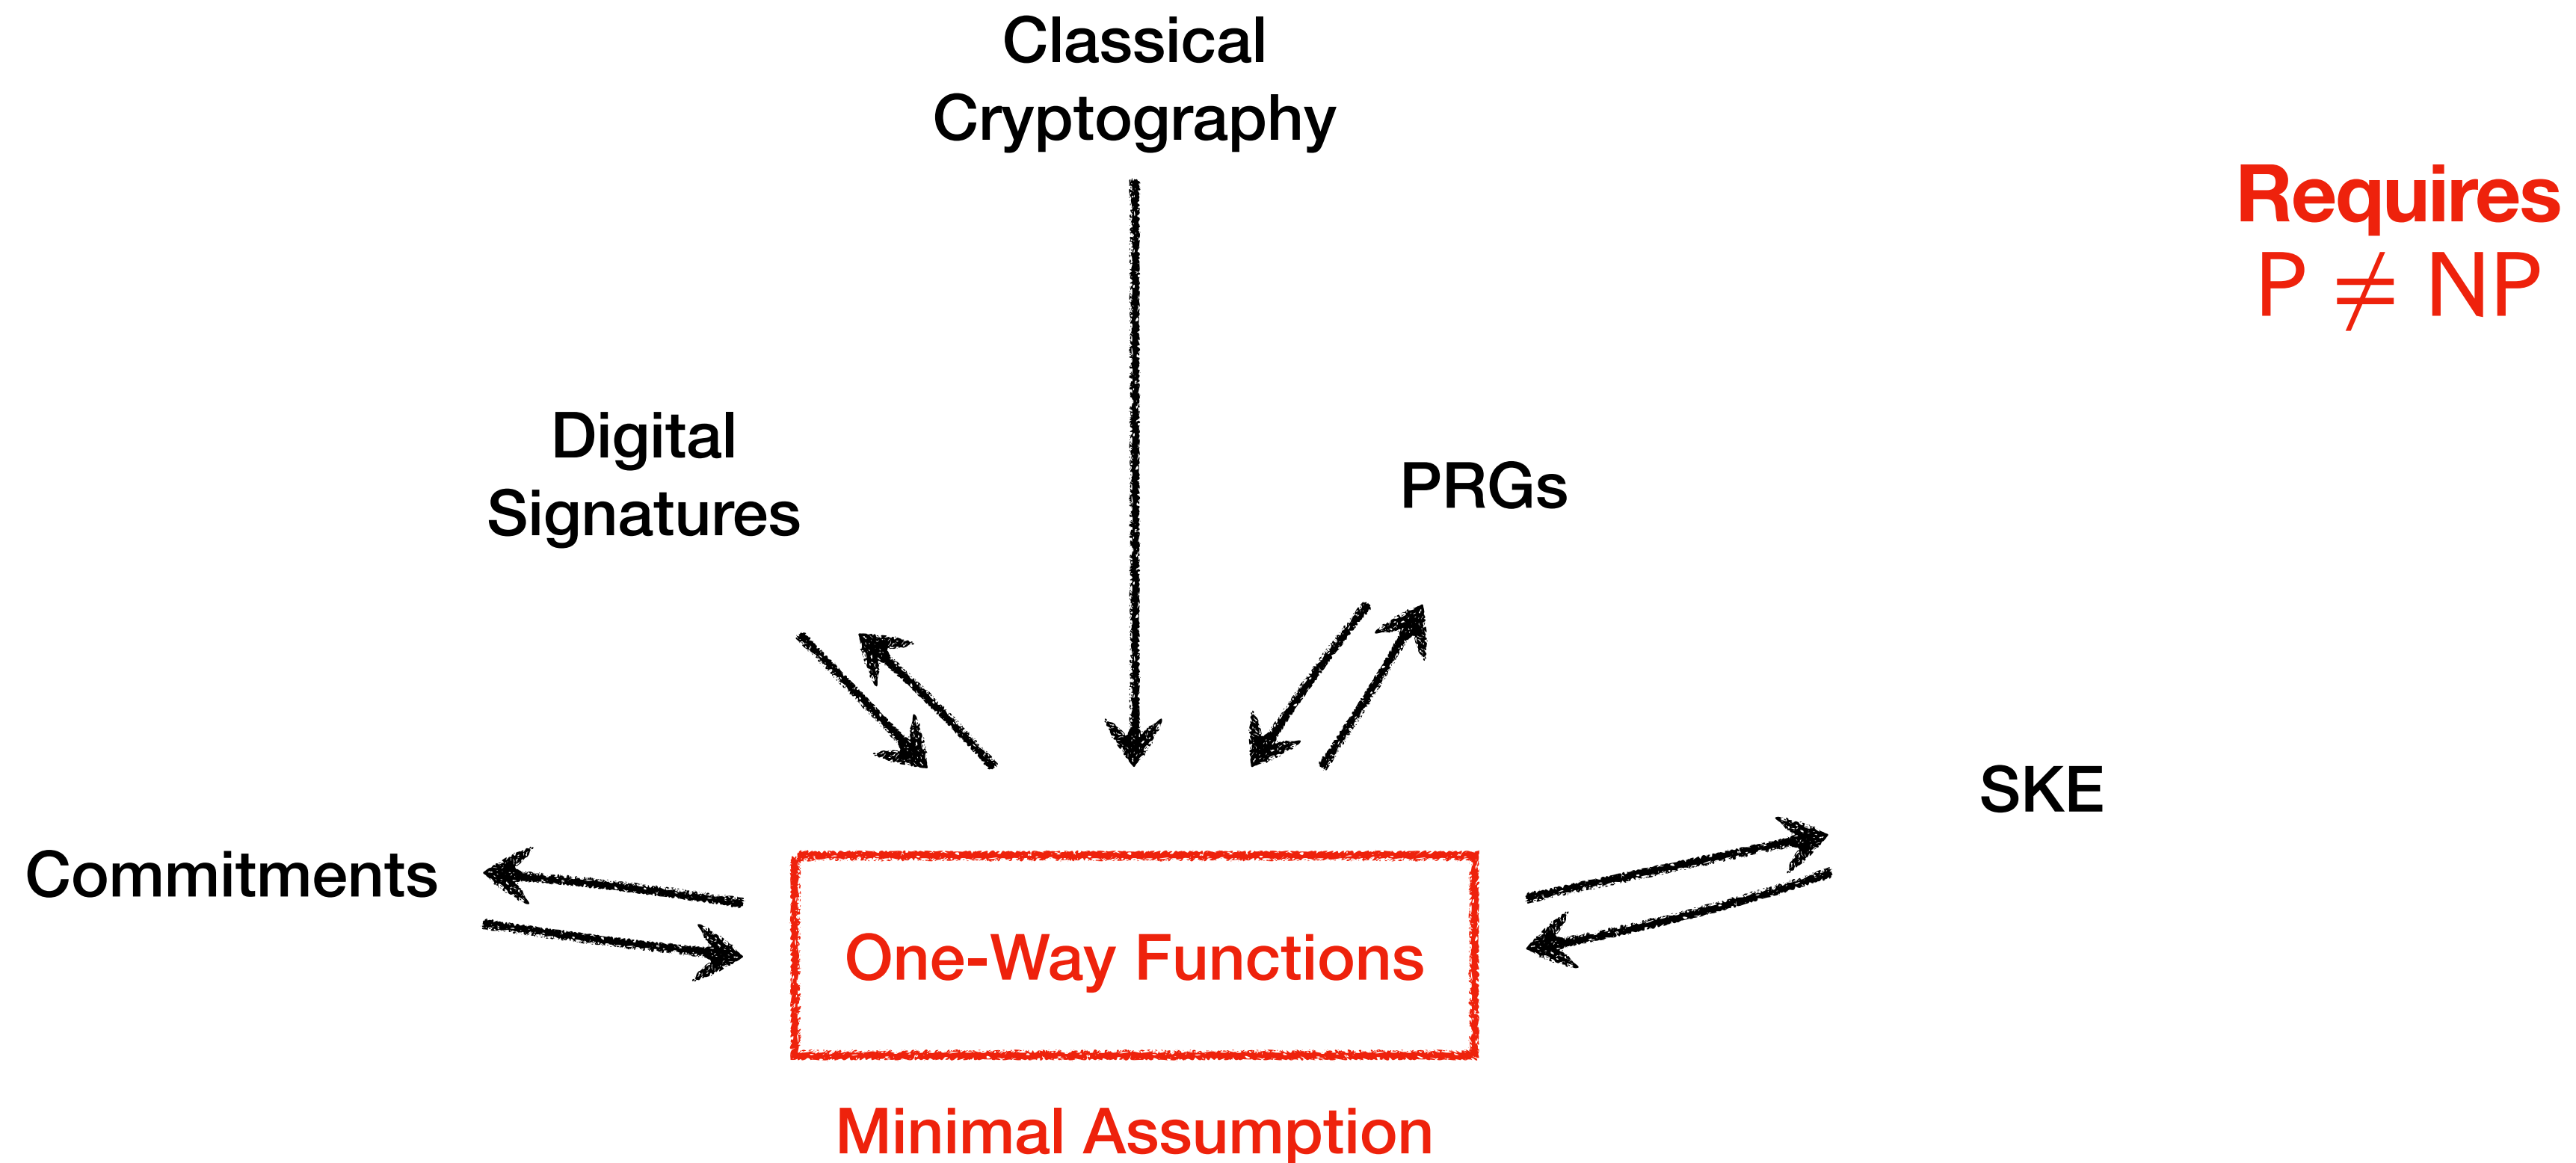 Classical
Cryptography
Requires
P ≠ NP
Digital
Signatures
PRGs
SKE
Commitments
One-Way Functions
Minimal Assumption